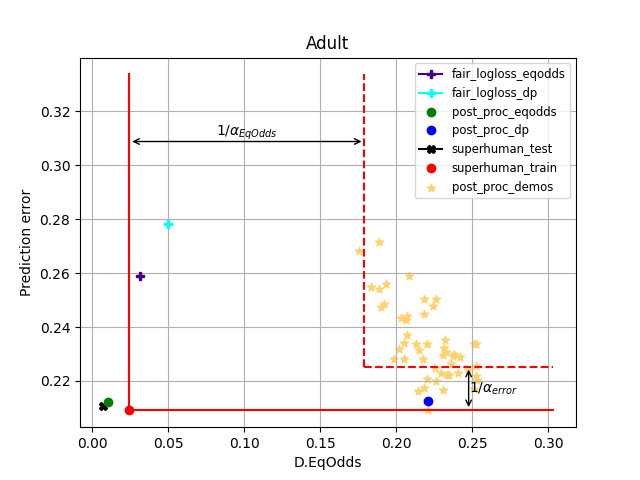 Adult
fair_logloss_eqodds
fair_logloss_dp
post_proc_eqodds
post_proc_dp
superhuman_test
superhuman_train
post_proc_demos
1/α_EqOdds
1/α_error
Prediction error
0.32
0.30
0.28
0.26
0.24
0.22
0.00 0.05 0.10 0.15 0.20 0.25 0.30
D.EqOdds